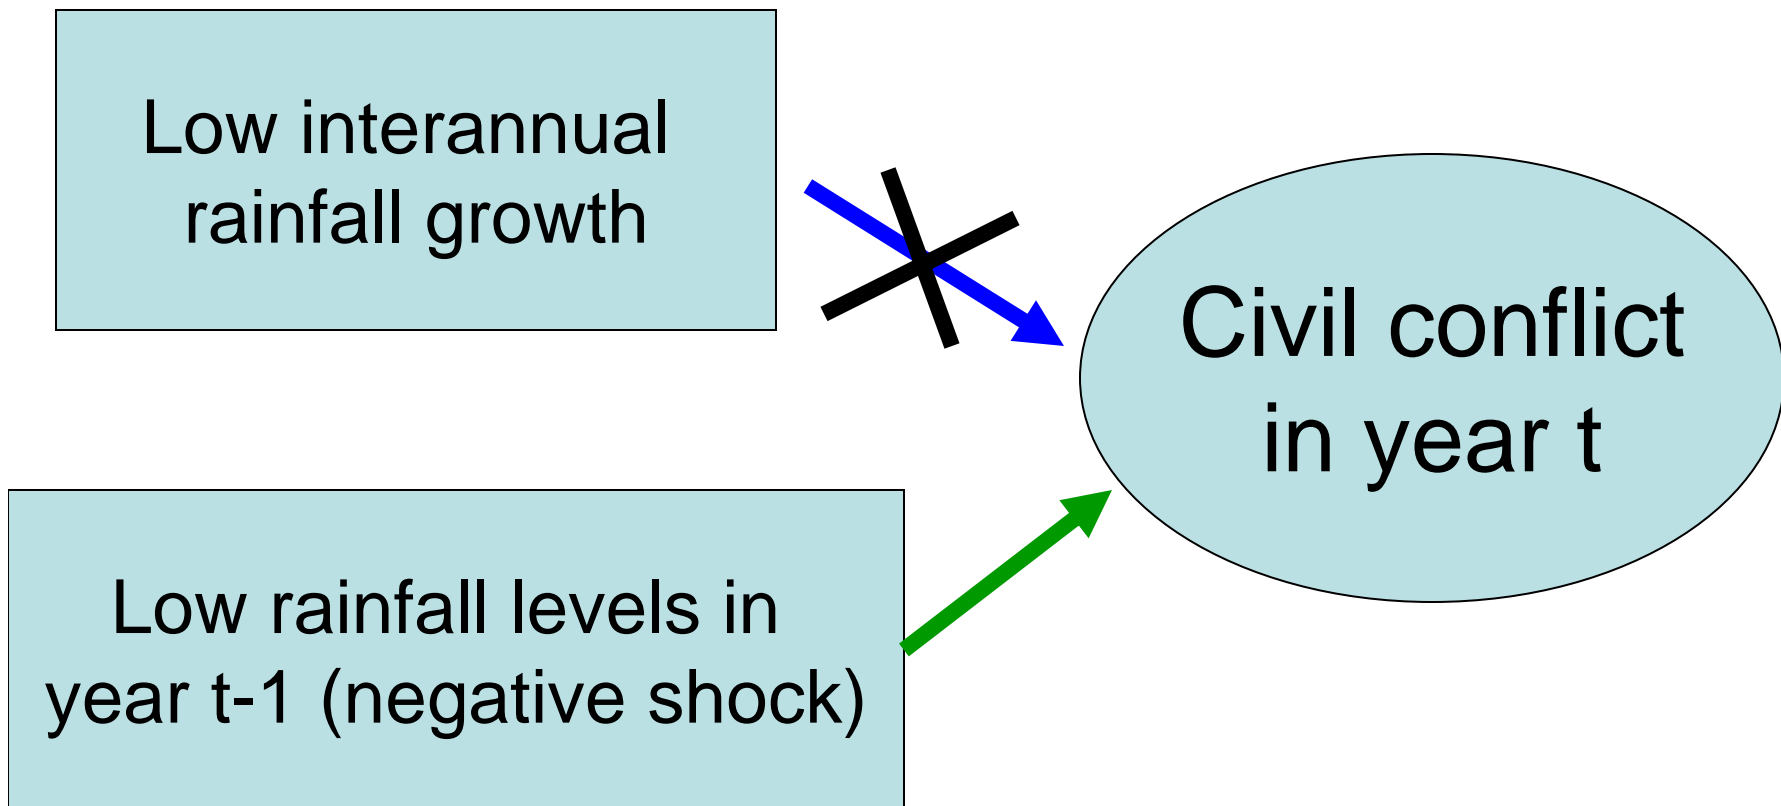 Low interannual
rainfall growth
Civil conflict
in year t
Low rainfall levels in
year t-1 (negative shock)